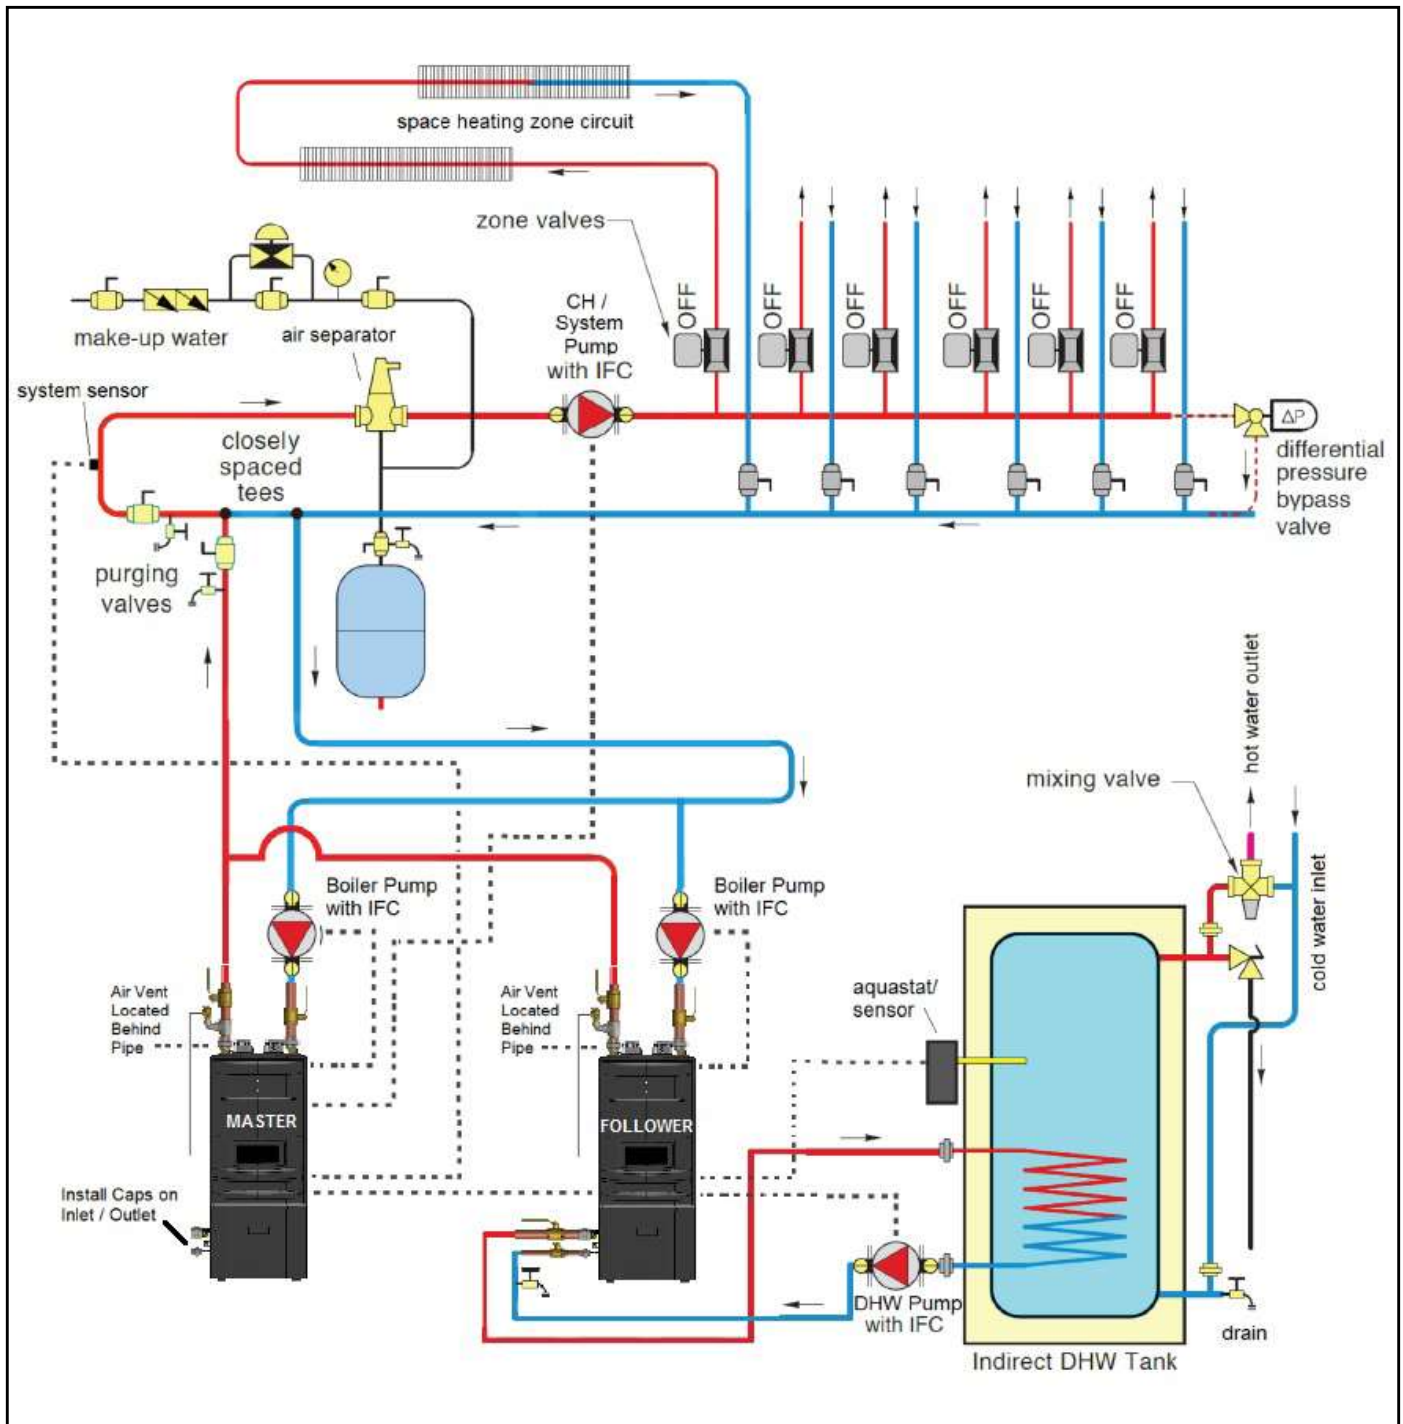 space heating zone circuit
zone valves
OFF
OFF
OFF
OFF
OFF
OFF
make-up water
air separator
CH /
System
Pump
with IFC
system sensor
closely
spaced
tees
ΔP
differential
pressure
bypass
valve
purging
valves
hot water outlet
mixing valve
cold water inlet
Boiler Pump
with IFC
Boiler Pump
with IFC
Air Vent
Located
Behind
Pipe
Air Vent
Located
Behind
Pipe
aquastat/
sensor
MASTER
FOLLOWER
Install Caps on
Inlet / Outlet
DHW Pump
with IFC
drain
Indirect DHW Tank